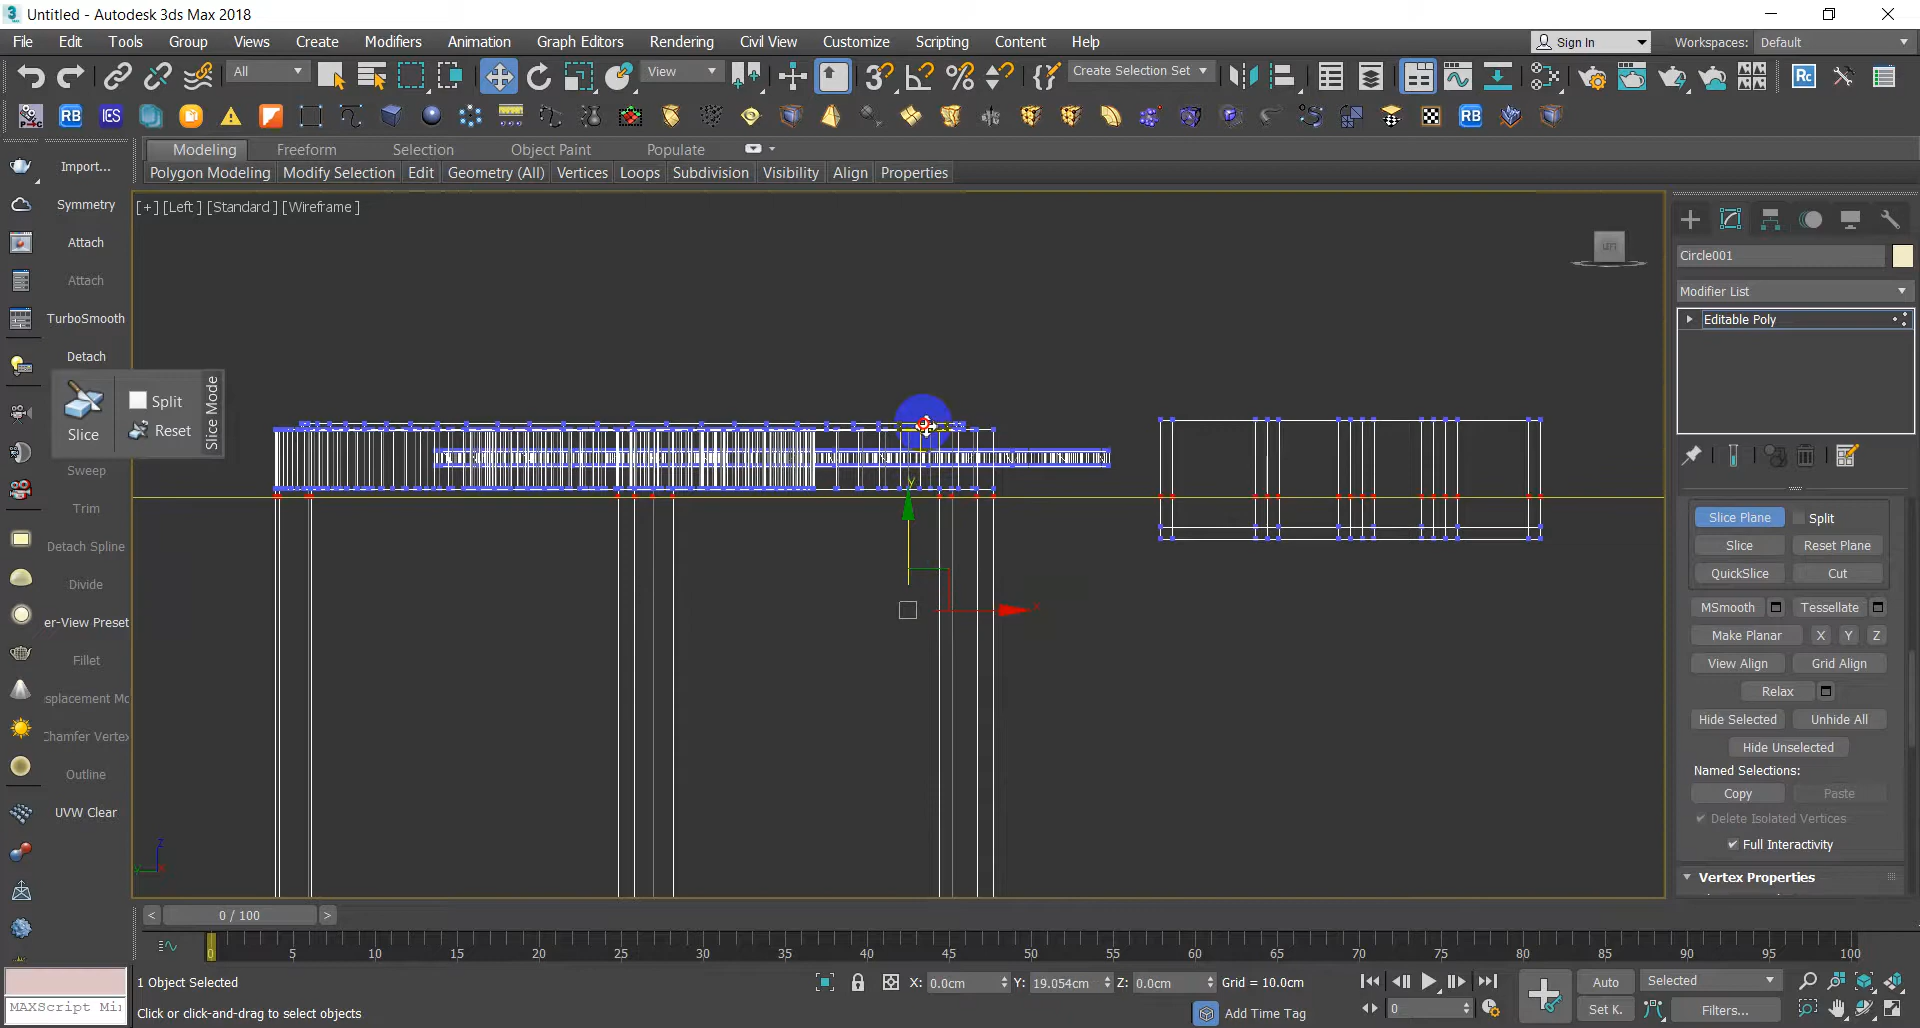 Untitled - Autodesk 3ds Max 2018
File Edit Tools Group Views Create Modifiers Animation Graph Editors Rendering Civil View Customize Scripting Content Help
Sign In Workspaces: Default
All View Create Selection Set Rc
RB IES RB
Modeling Freeform Selection Object Paint Populate
Polygon Modeling Modify Selection Edit Geometry (All) Vertices Loops Subdivision Visibility Align Properties
Import...
Symmetry
Attach
Attach
TurboSmooth
Detach
Slice
Split
Reset
Slice Mode
Sweep
Trim
Detach Spline
Divide
er-View Preset
Fillet
splacement Mo
Chamfer Vertex
Outline
UVW Clear
[+] [Left ] [Standard ] [Wireframe ]
y
x
z
Circle001
Modifier List
Editable Poly
Slice Plane Split
Slice Reset Plane
QuickSlice Cut
MSmooth Tessellate
Make Planar X Y Z
View Align Grid Align
Relax
Hide Selected Unhide All
Hide Unselected
Named Selections:
Copy Paste
Delete Isolated Vertices
Full Interactivity
Vertex Properties
< 0 / 100 >
0 5 10 15 20 25 30 35 40 45 50 55 60 65 70 75 80 85 90 95 100
1 Object Selected X: 0.0cm Y: 19.054cm Z: 0.0cm Grid = 10.0cm Auto Selected
MAXScript Mi
Click or click-and-drag to select objects Add Time Tag 0 Set K. Filters...